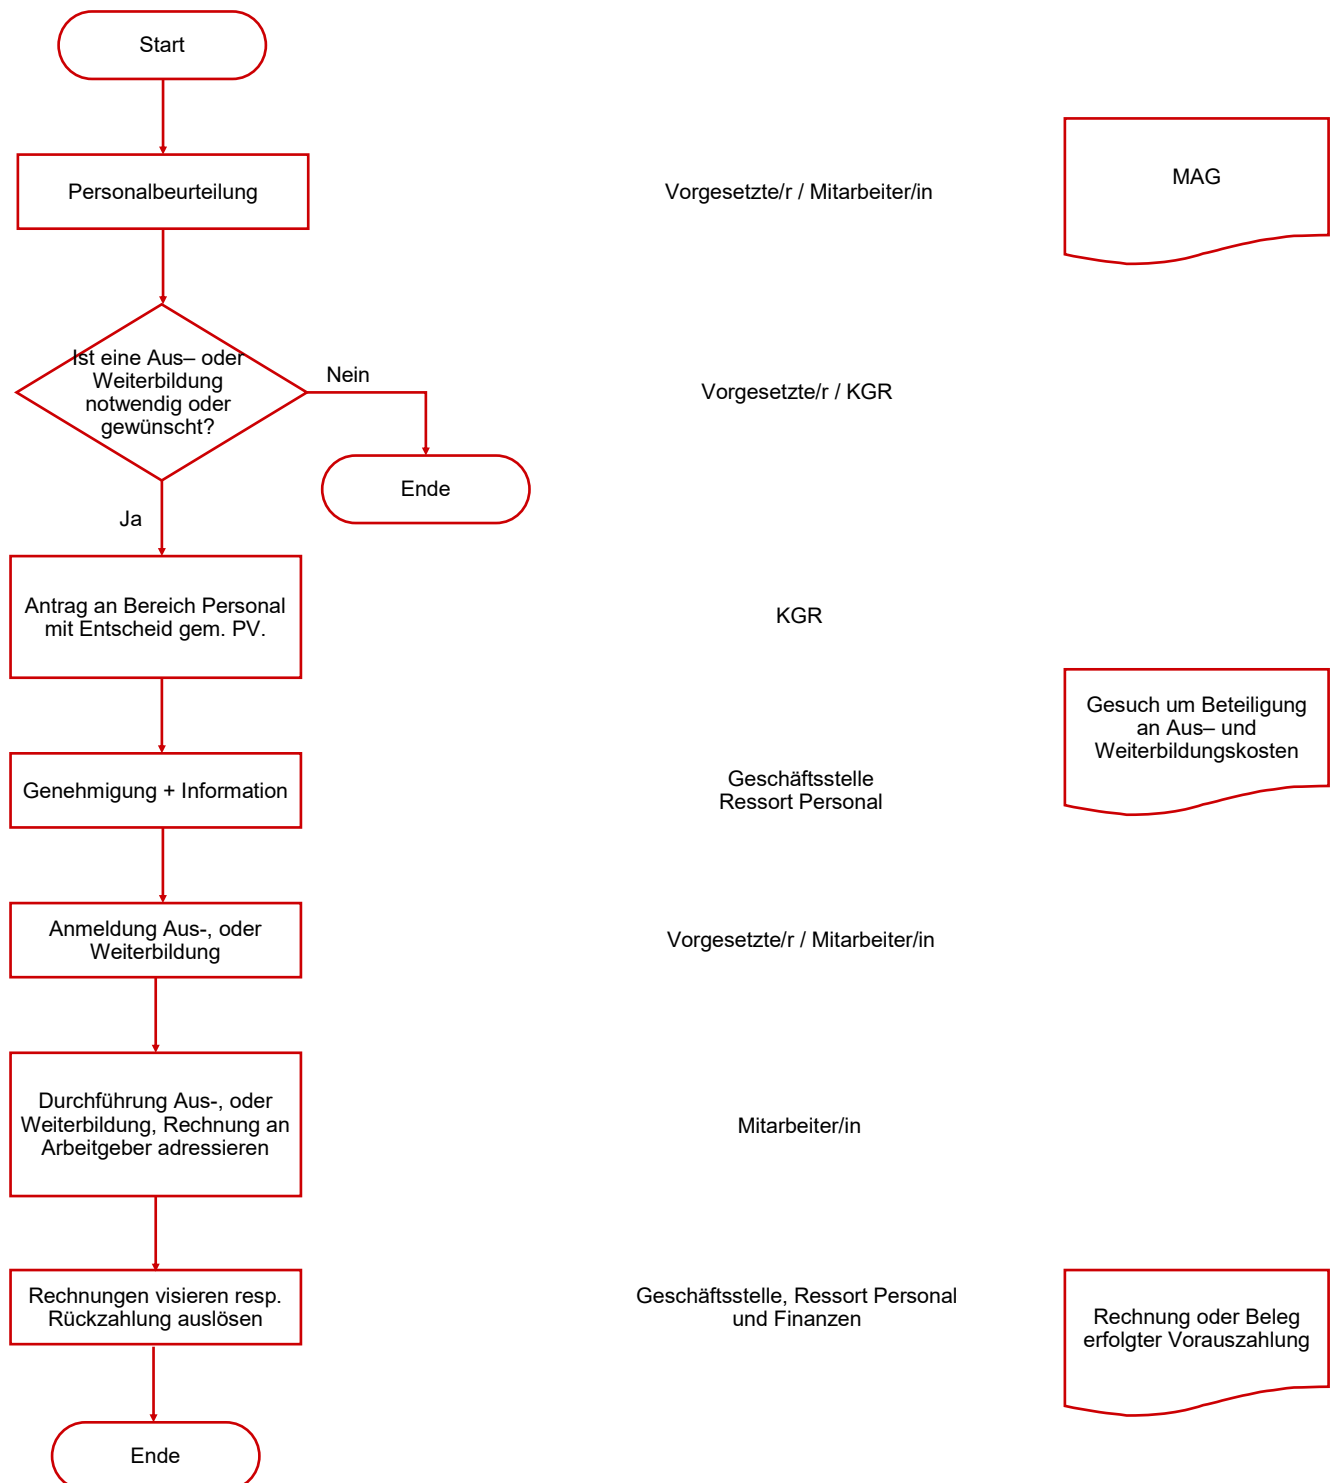 Start
Personalbeurteilung
Vorgesetzte/r / Mitarbeiter/in
MAG
Ist eine Aus– oder
Weiterbildung
notwendig oder
gewünscht?
Nein
Vorgesetzte/r / KGR
Ende
Ja
Antrag an Bereich Personal
mit Entscheid gem. PV.
KGR
Gesuch um Beteiligung
an Aus– und
Weiterbildungskosten
Genehmigung + Information
Geschäftsstelle
Ressort Personal
Anmeldung Aus-, oder
Weiterbildung
Vorgesetzte/r / Mitarbeiter/in
Durchführung Aus-, oder
Weiterbildung, Rechnung an
Arbeitgeber adressieren
Mitarbeiter/in
Rechnungen visieren resp.
Rückzahlung auslösen
Geschäftsstelle, Ressort Personal
und Finanzen
Rechnung oder Beleg
erfolgter Vorauszahlung
Ende